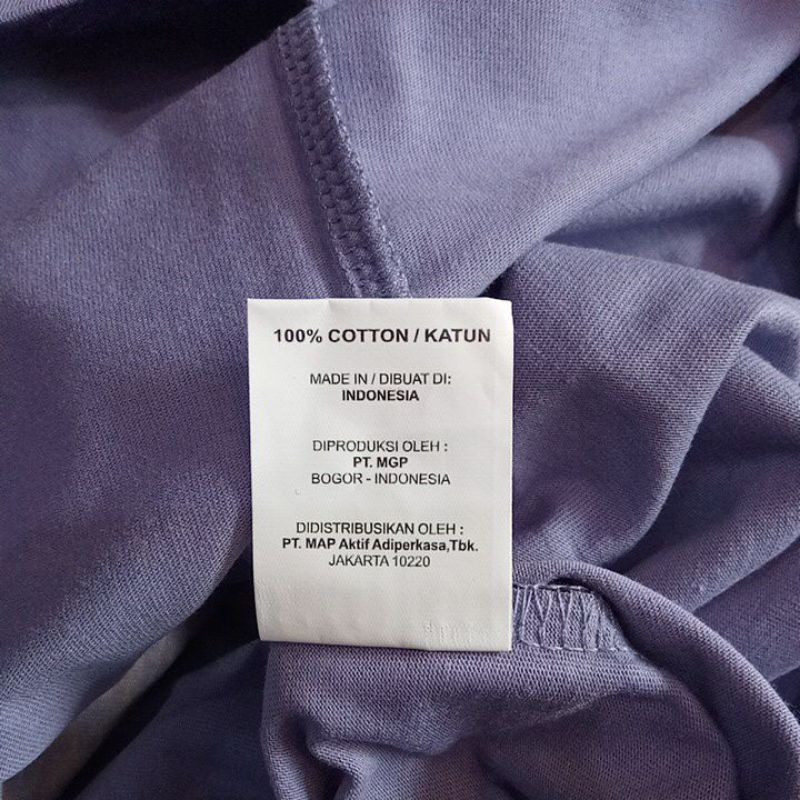 100% COTTON / KATUN
MADE IN / DIBUAT DI:
INDONESIA
DIPRODUKSI OLEH :
PT. MGP
BOGOR - INDONESIA
DIDISTRIBUSIKAN OLEH :
PT. MAP Aktif Adiperkasa,Tbk.
JAKARTA 10220